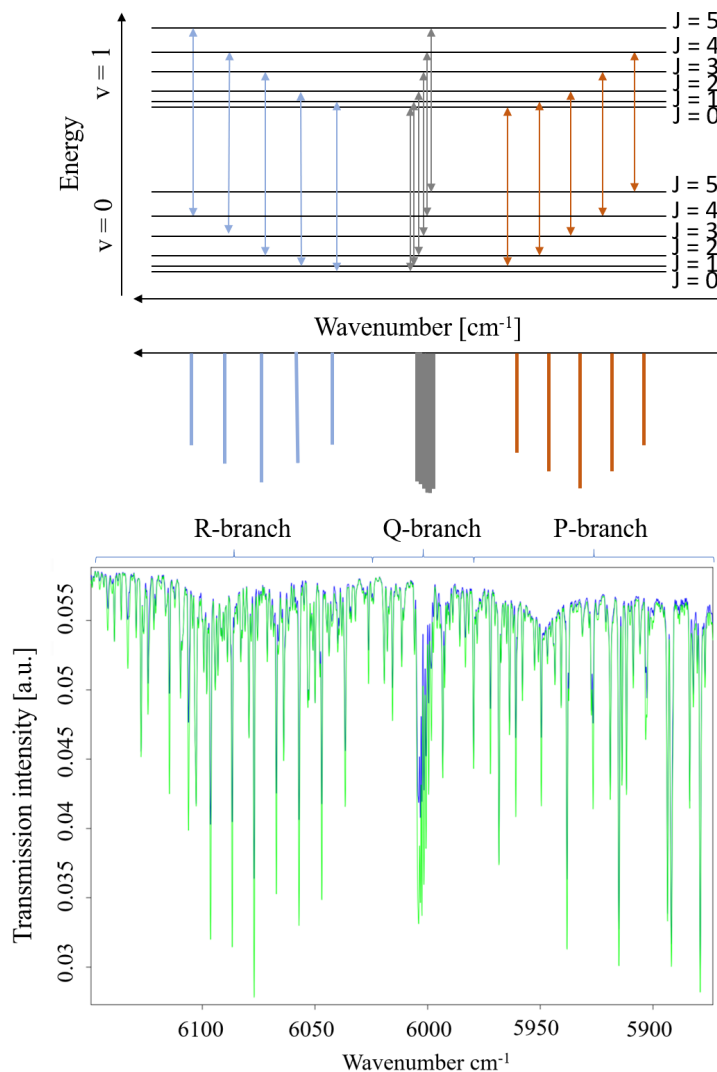 J = 5
J = 4
J = 3
J = 2
J = 1
J = 0
v = 1
Energy
v = 0
J = 5
J = 4
J = 3
J = 2
J = 1
J = 0
Wavenumber [cm⁻¹]
R-branch Q-branch P-branch
0.055
0.05
0.045
0.04
0.035
0.03
Transmission intensity [a.u.]
6100 6050 6000 5950 5900
Wavenumber cm⁻¹